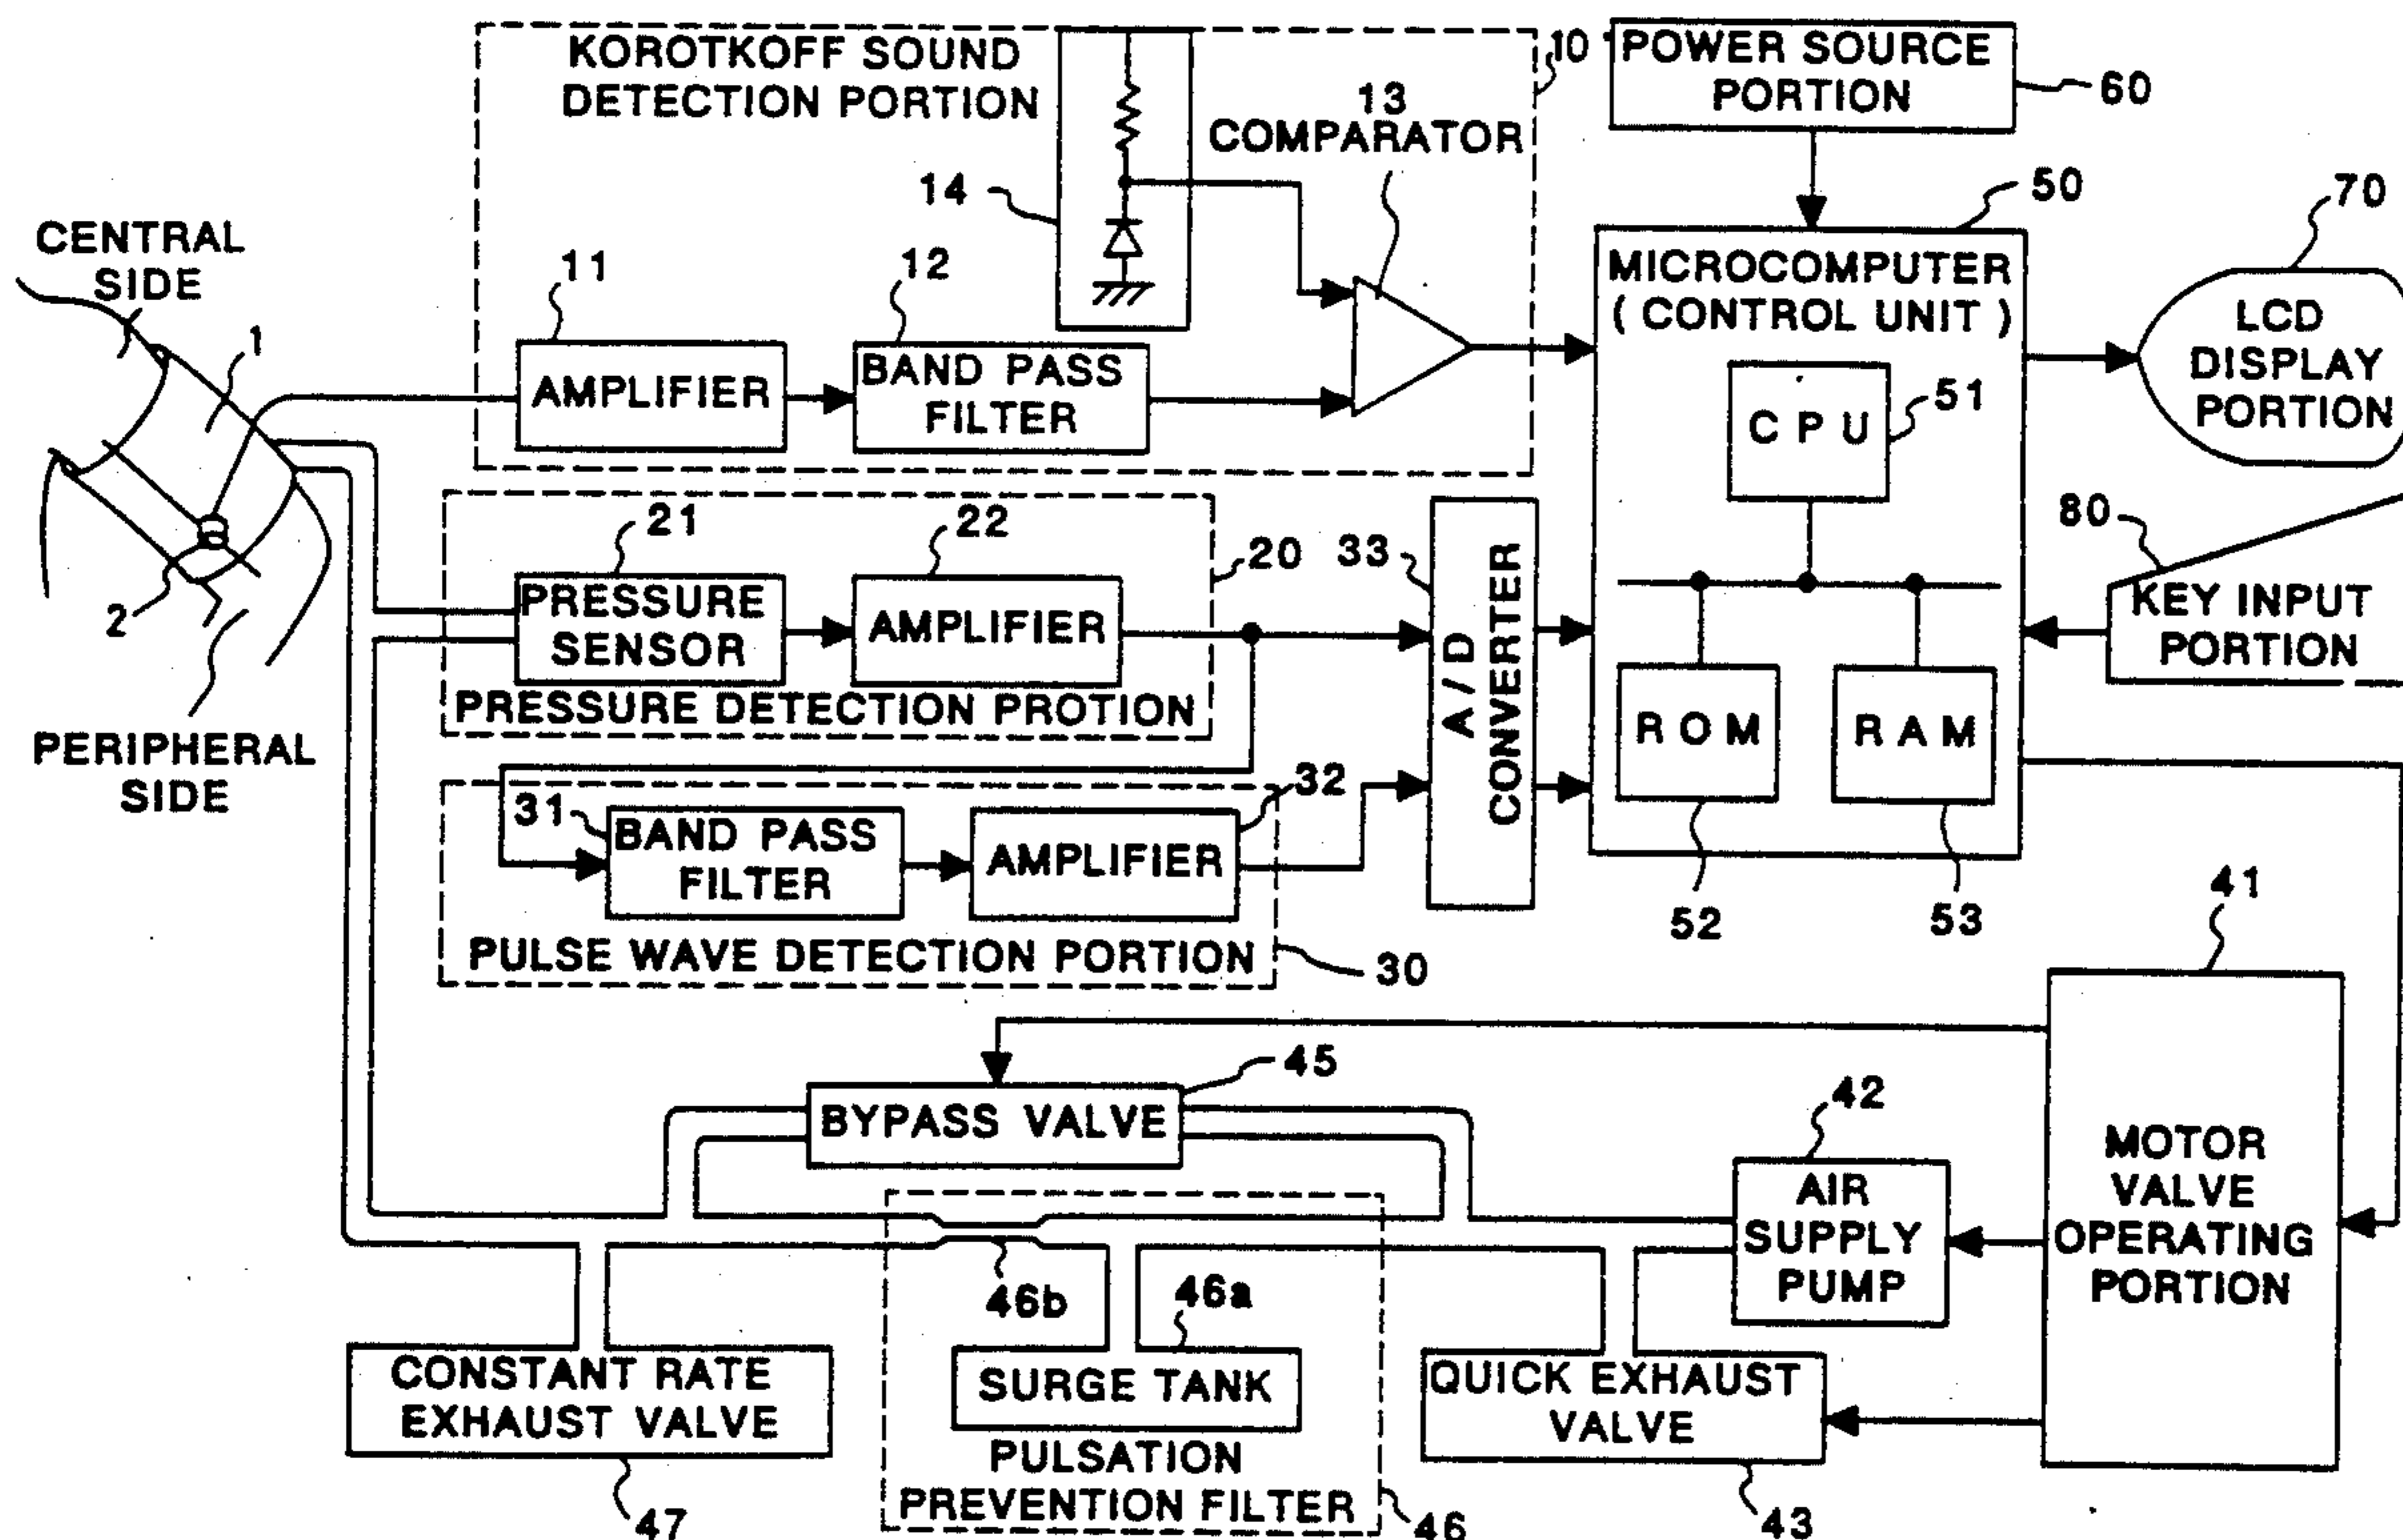 KOROTKOFF SOUND
DETECTION PORTION
10
POWER SOURCE
PORTION
60
13
COMPARATOR
14
50
70
CENTRAL
SIDE
1
11
12
AMPLIFIER
BAND PASS
FILTER
MICROCOMPUTER
( CONTROL UNIT )
LCD
DISPLAY
PORTION
CPU
51
2
PERIPHERAL
SIDE
21
22
20
PRESSURE
SENSOR
AMPLIFIER
PRESSURE DETECTION PROTION
33
A/D
CONVERTER
80
KEY INPUT
PORTION
ROM
RAM
52
53
31
32
BAND PASS
FILTER
AMPLIFIER
PULSE WAVE DETECTION PORTION
30
41
45
BYPASS VALVE
42
AIR
SUPPLY
PUMP
MOTOR
VALVE
OPERATING
PORTION
46b
46a
CONSTANT RATE
EXHAUST VALVE
SURGE TANK
QUICK EXHAUST
VALVE
PULSATION
PREVENTION FILTER
47
46
43